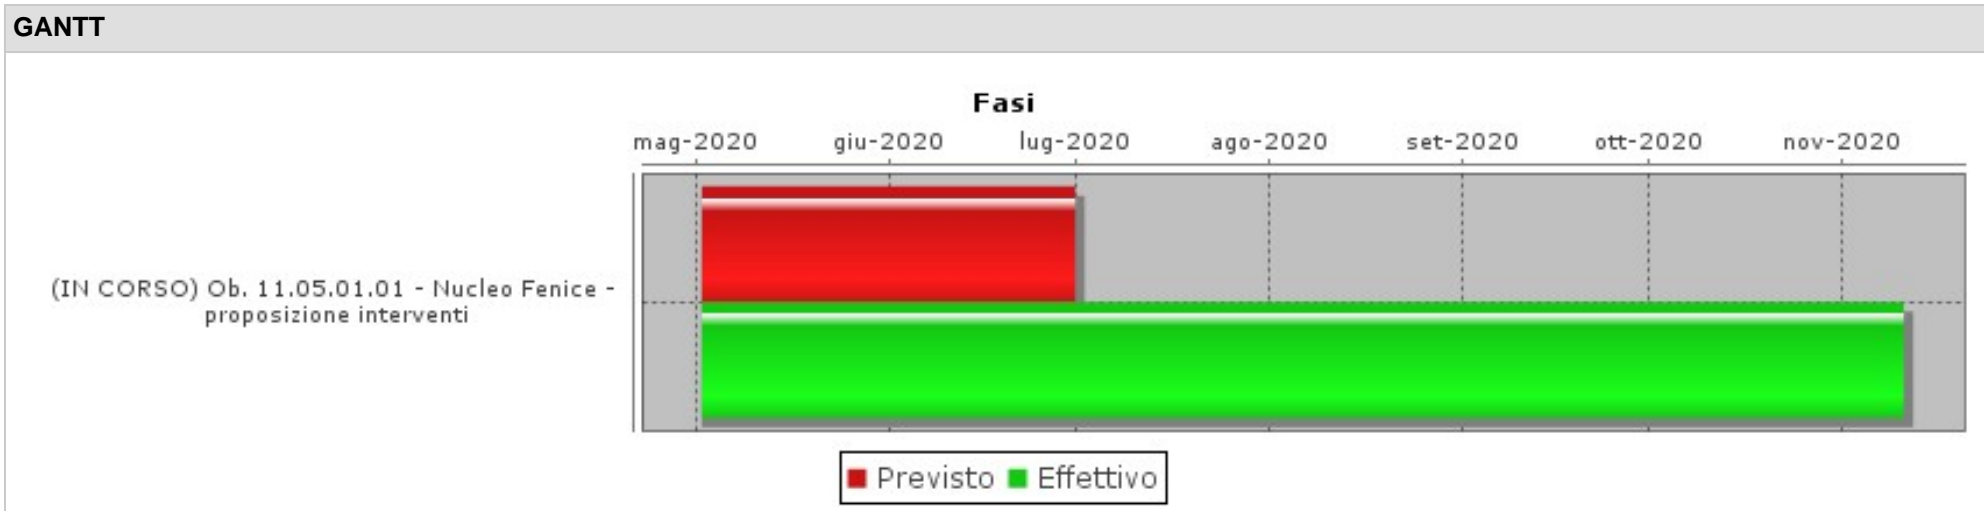 GANTT
Fasi
mag-2020 giu-2020 lug-2020 ago-2020 set-2020 ott-2020 nov-2020
(IN CORSO) Ob. 11.05.01.01 - Nucleo Fenice -
proposizione interventi
Previsto Effettivo